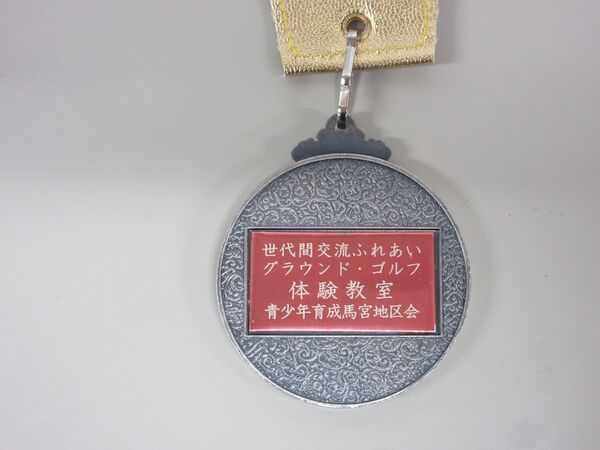 世代間交流ふれあい
グラウンド・ゴルフ
体験教室
青少年育成馬宮地区会